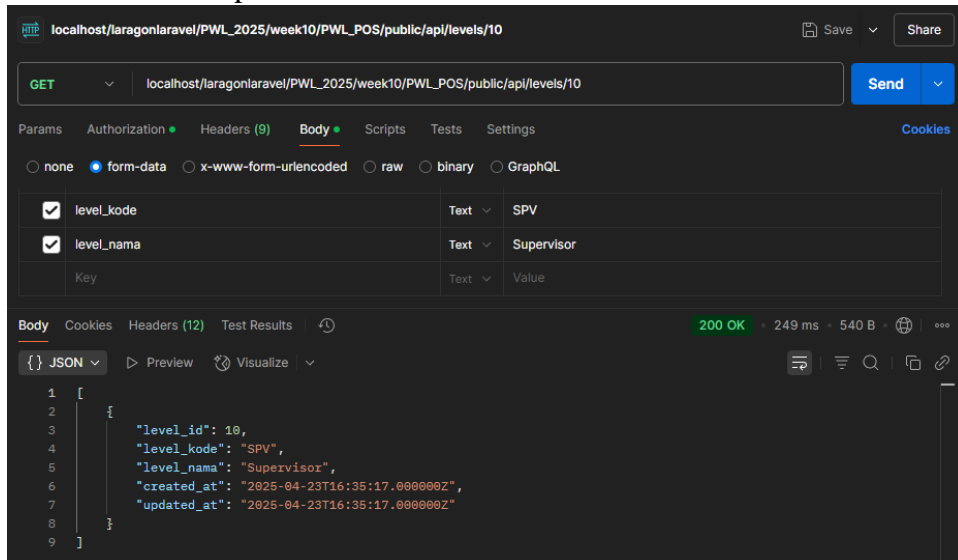 HTTP localhost/laragonlaravel/PWL_2025/week10/PWL_POS/public/api/levels/10 Save Share
GET localhost/laragonlaravel/PWL_2025/week10/PWL_POS/public/api/levels/10 Send
Params Authorization Headers (9) Body Scripts Tests Settings Cookies
none form-data x-www-form-urlencoded raw binary GraphQL
level_kode Text SPV
level_nama Text Supervisor
Key Text Value
Body Cookies Headers (12) Test Results 200 OK 249 ms 540 B
{} JSON Preview Visualize
1 [
2 {
3 "level_id": 10,
4 "level_kode": "SPV",
5 "level_nama": "Supervisor",
6 "created_at": "2025-04-23T16:35:17.000000Z",
7 "updated_at": "2025-04-23T16:35:17.000000Z"
8 }
9 ]